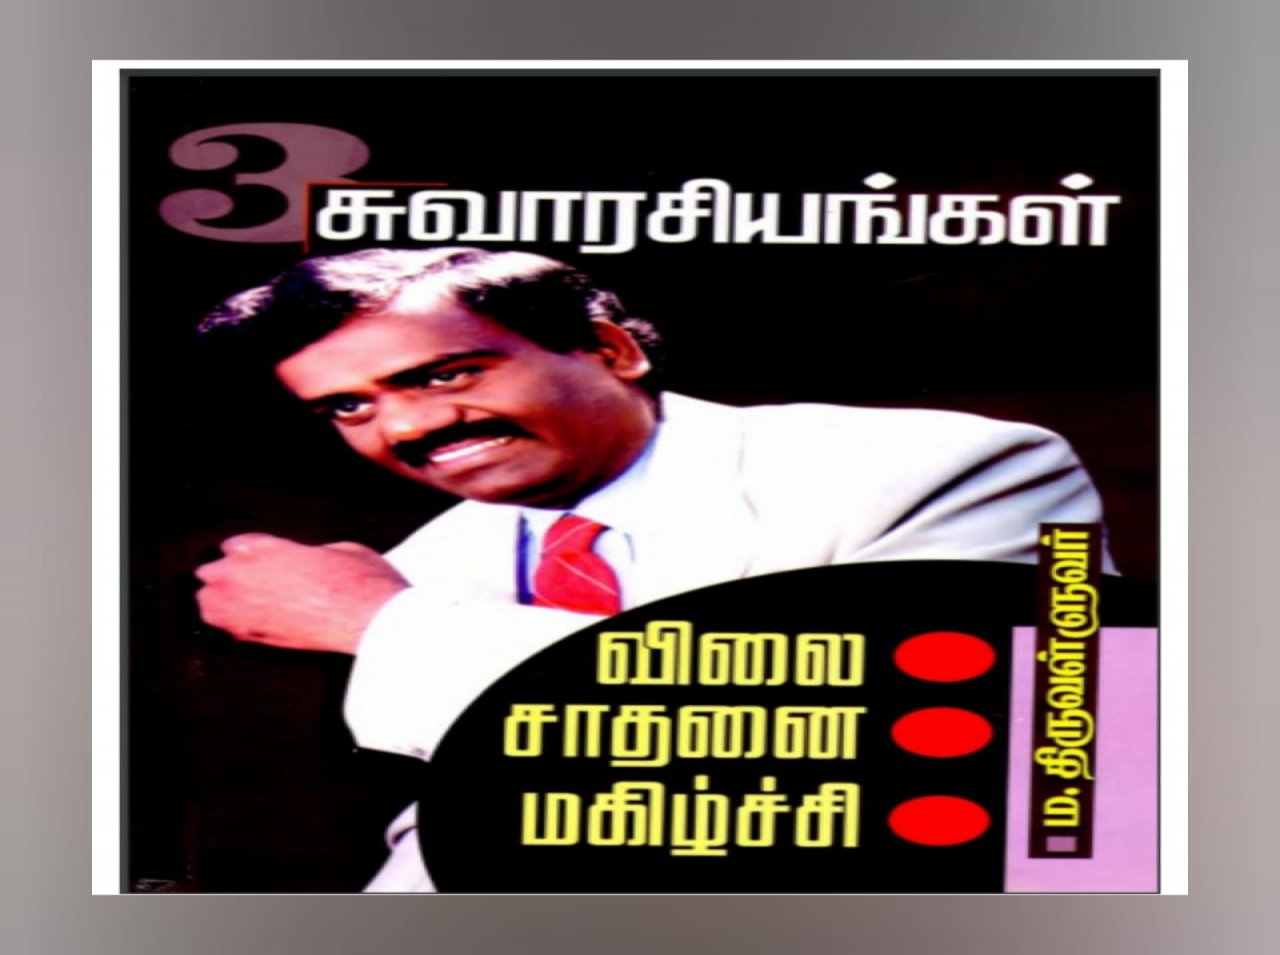 3
சுவாரசியங்கள்
விலை
சாதனை
மகிழ்ச்சி
ம. திருவள்ளுவர்